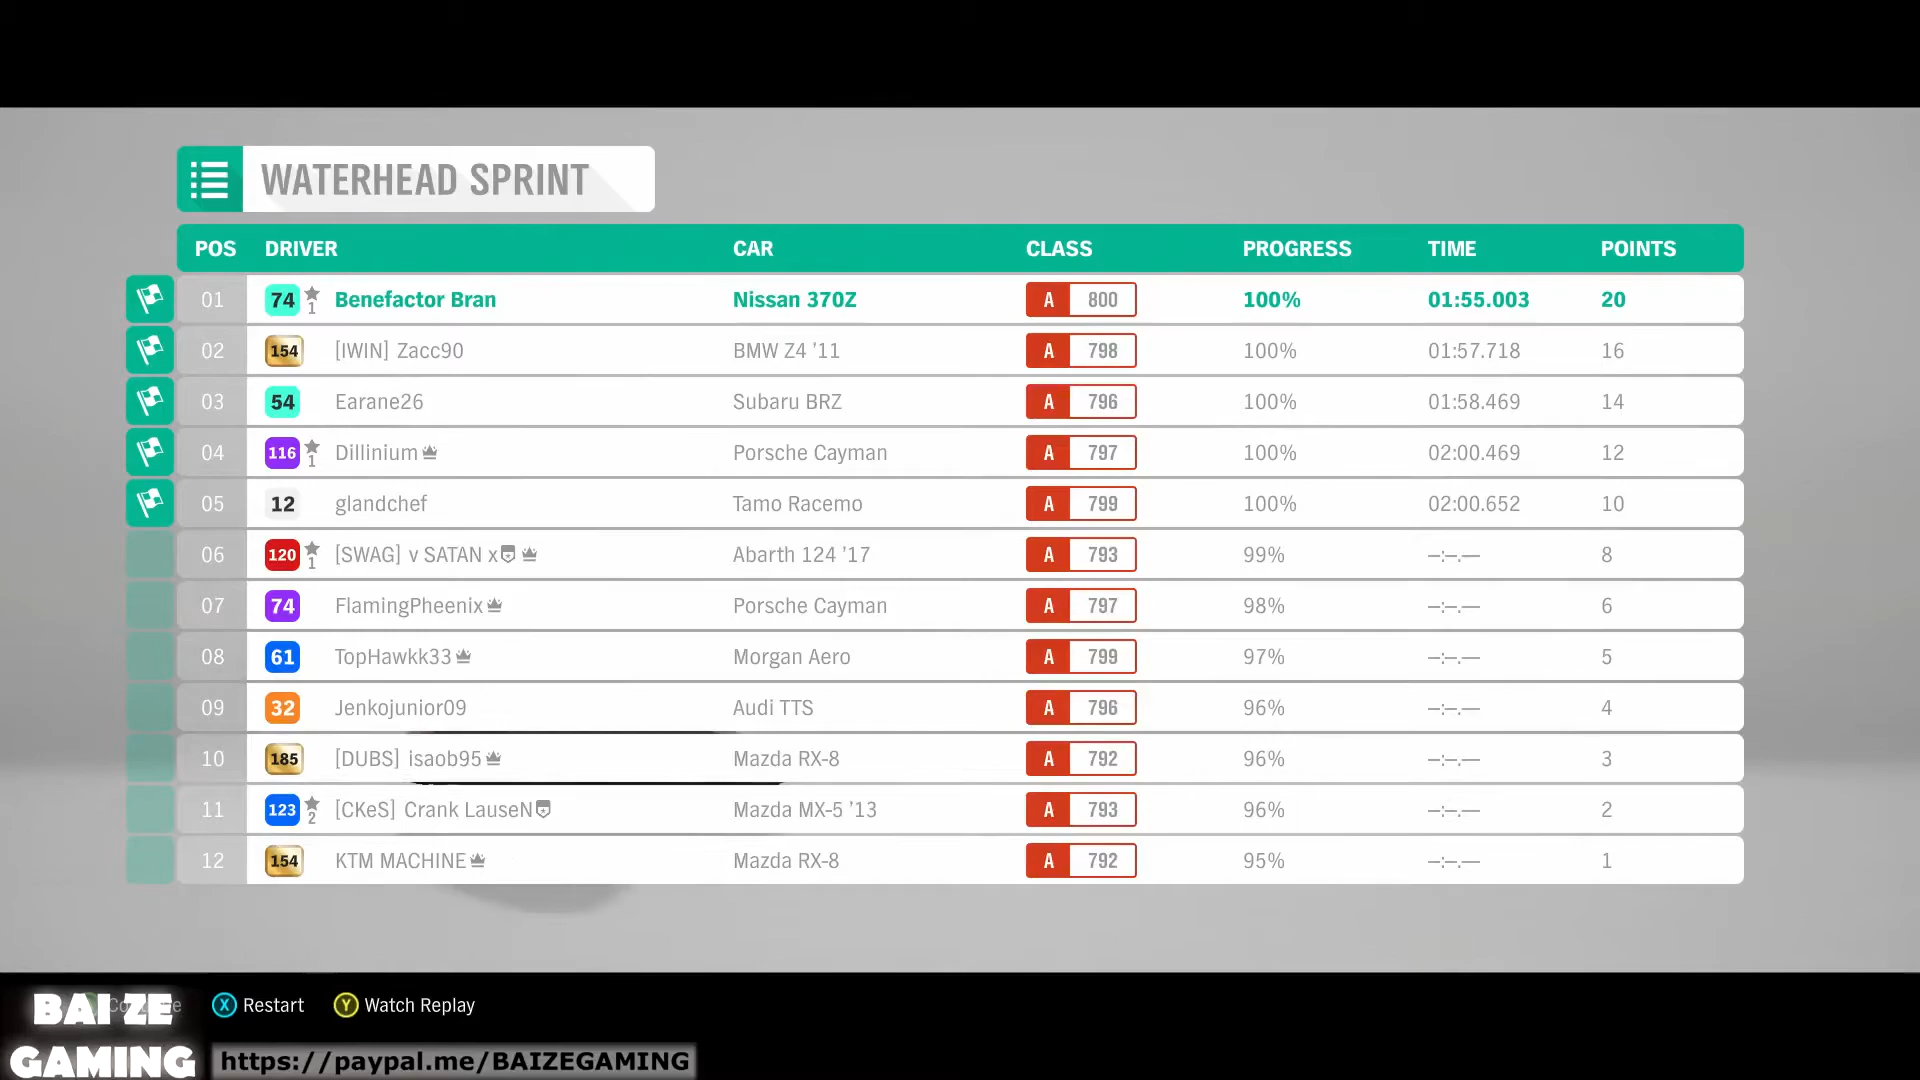 WATERHEAD SPRINT
POS DRIVER CAR CLASS PROGRESS TIME POINTS
01 74 1 Benefactor Bran Nissan 370Z A 800 100% 01:55.003 20
02 154 [IWIN] Zacc90 BMW Z4 '11 A 798 100% 01:57.718 16
03 54 Earane26 Subaru BRZ A 796 100% 01:58.469 14
04 116 1 Dillinium Porsche Cayman A 797 100% 02:00.469 12
05 12 glandchef Tamo Racemo A 799 100% 02:00.652 10
06 120 1 [SWAG] v SATAN x Abarth 124 '17 A 793 99% –:–.— 8
07 74 FlamingPheenix Porsche Cayman A 797 98% –:–.— 6
08 61 TopHawkk33 Morgan Aero A 799 97% –:–.— 5
09 32 Jenkojunior09 Audi TTS A 796 96% –:–.— 4
10 185 [DUBS] isaob95 Mazda RX-8 A 792 96% –:–.— 3
11 123 2 [CKeS] Crank LauseN Mazda MX-5 '13 A 793 96% –:–.— 2
12 154 KTM MACHINE Mazda RX-8 A 792 95% –:–.— 1
X Restart Y Watch Replay
BAI ZE
GAMING
https://paypal.me/BAIZEGAMING